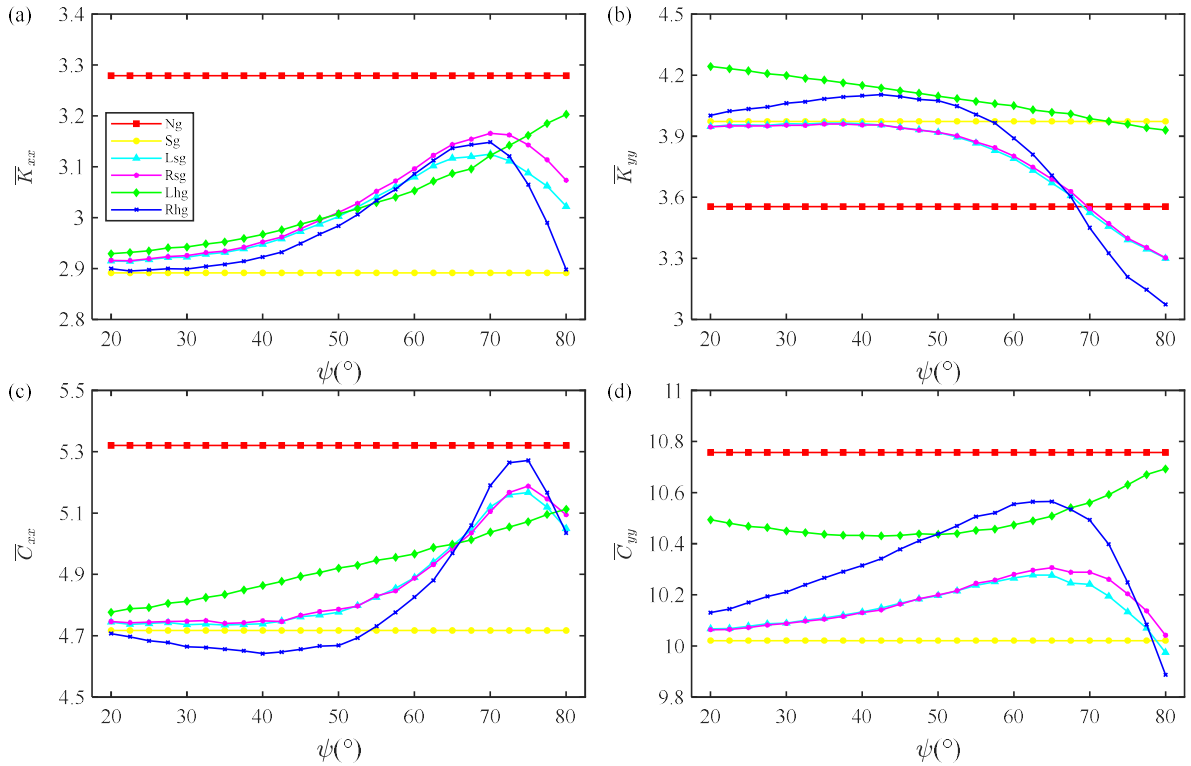 (a)
3.4
3.3
3.2
3.1
3
2.9
2.8
K̅xx
Ng
Sg
Lsg
Rsg
Lhg
Rhg
20 30 40 50 60 70 80
ψ(°)
(b)
4.5
4.2
3.9
3.6
3.3
3
K̅yy
20 30 40 50 60 70 80
ψ(°)
(c)
5.5
5.3
5.1
4.9
4.7
4.5
C̅xx
20 30 40 50 60 70 80
ψ(°)
(d)
11
10.8
10.6
10.4
10.2
10
9.8
C̅yy
20 30 40 50 60 70 80
ψ(°)